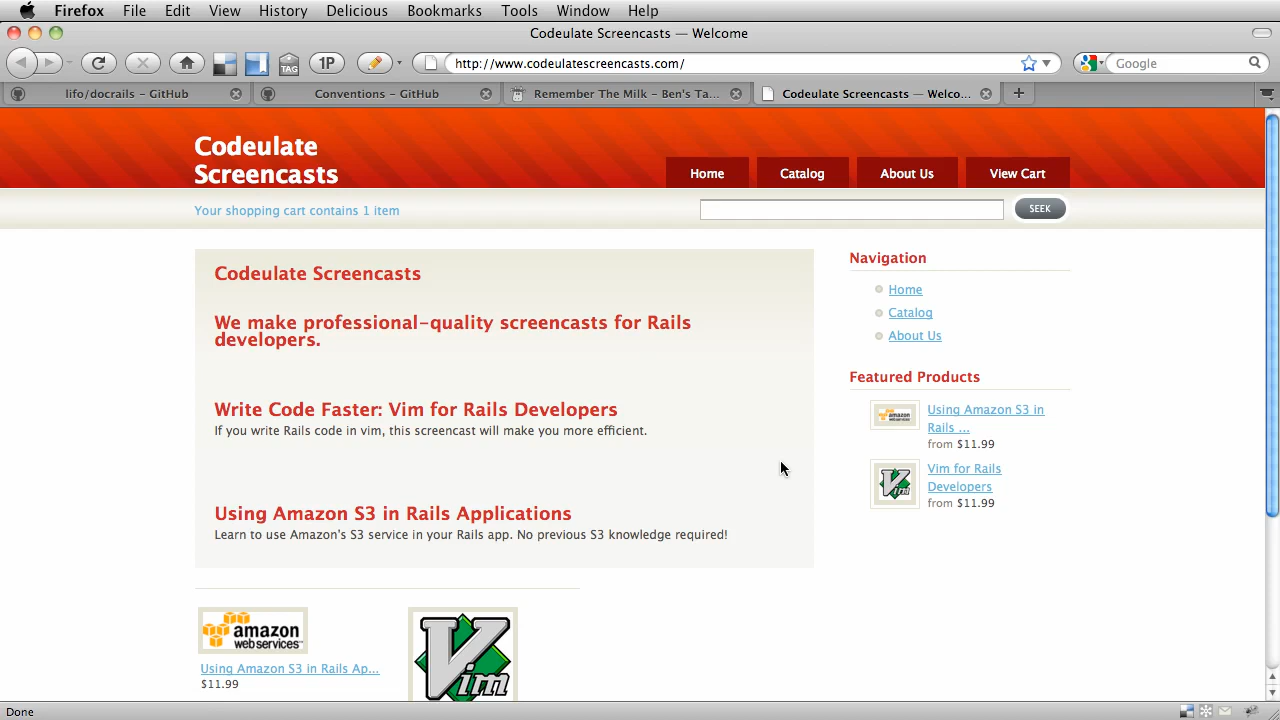 Firefox File Edit View History Delicious Bookmarks Tools Window Help
Codeulate Screencasts — Welcome
TAG 1P http://www.codeulatescreencasts.com/ Google
lifo/docrails - GitHub Conventions - GitHub Remember The Milk - Ben's Ta... Codeulate Screencasts — Welco...
Codeulate
Screencasts
Home Catalog About Us View Cart
Your shopping cart contains 1 item
SEEK
Codeulate Screencasts
We make professional-quality screencasts for Rails
developers.
Write Code Faster: Vim for Rails Developers
If you write Rails code in vim, this screencast will make you more efficient.
Using Amazon S3 in Rails Applications
Learn to use Amazon's S3 service in your Rails app. No previous S3 knowledge required!
amazon
webservices™
Using Amazon S3 in Rails Ap...
$11.99
Vim
Navigation
Home
Catalog
About Us
Featured Products
amazon
Using Amazon S3 in
Rails ...
from $11.99
Vim
Vim for Rails
Developers
from $11.99
Done